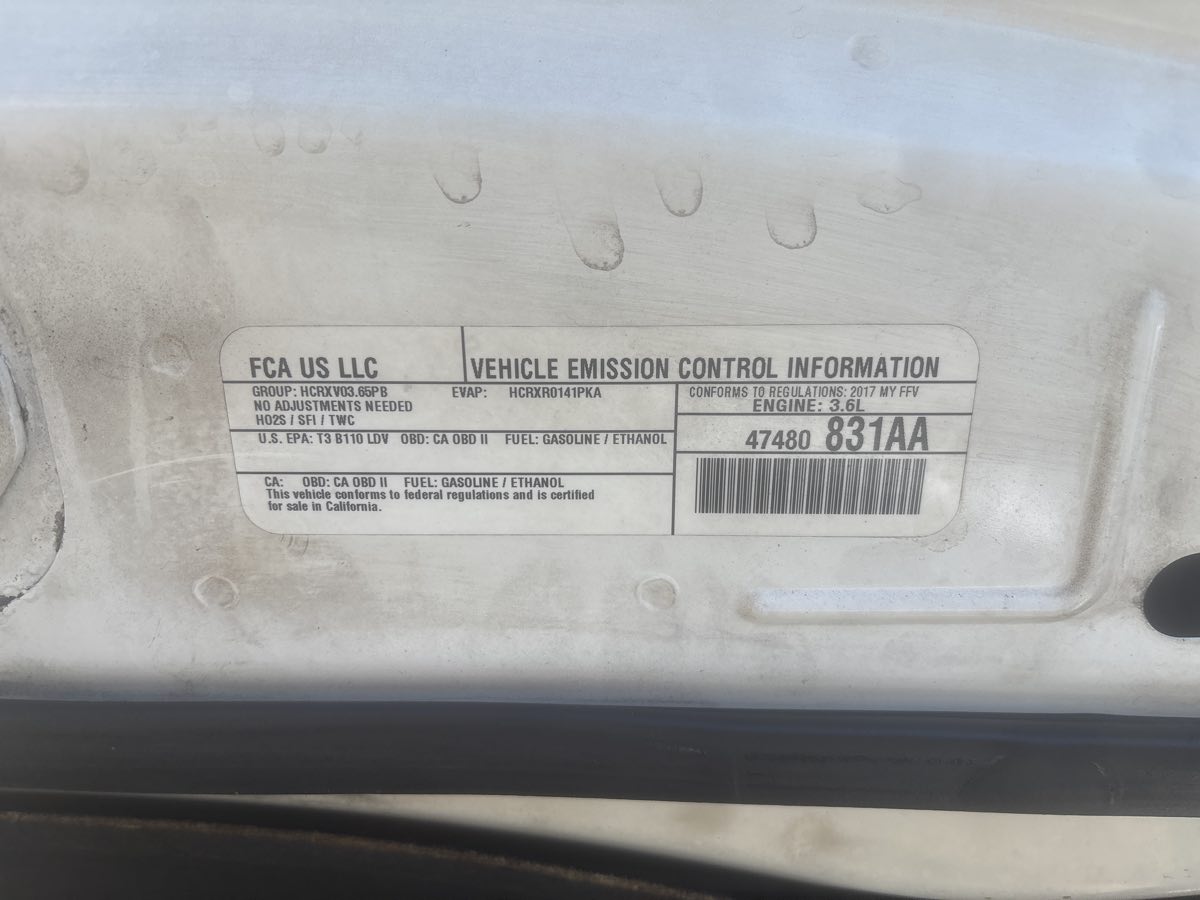 FCA US LLC
VEHICLE EMISSION CONTROL INFORMATION
GROUP: HCRXV03.65PB EVAP: HCRXR0141PKA
NO ADJUSTMENTS NEEDED
HO2S / SFI / TWC
CONFORMS TO REGULATIONS: 2017 MY FFV
ENGINE: 3.6L
U.S. EPA: T3 B110 LDV OBD: CA OBD II FUEL: GASOLINE / ETHANOL
47480 831AA
CA: OBD: CA OBD II FUEL: GASOLINE / ETHANOL
This vehicle conforms to federal regulations and is certified
for sale in California.